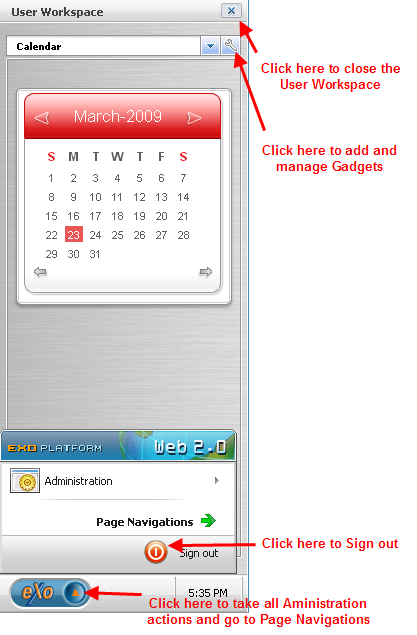 User Workspace
Calendar
Click here to close the
User Workspace
Click here to add and
manage Gadgets
March-2009
S M T W T F S
1 2 3 4 5 6 7
8 9 10 11 12 13 14
15 16 17 18 19 20 21
22 23 24 25 26 27 28
29 30 31
EXO PLATFORM Web 2.0
Administration
Page Navigations
Sign out
Click here to Sign out
eXo 5:35 PM
Click here to take all Aministration
actions and go to Page Navigations